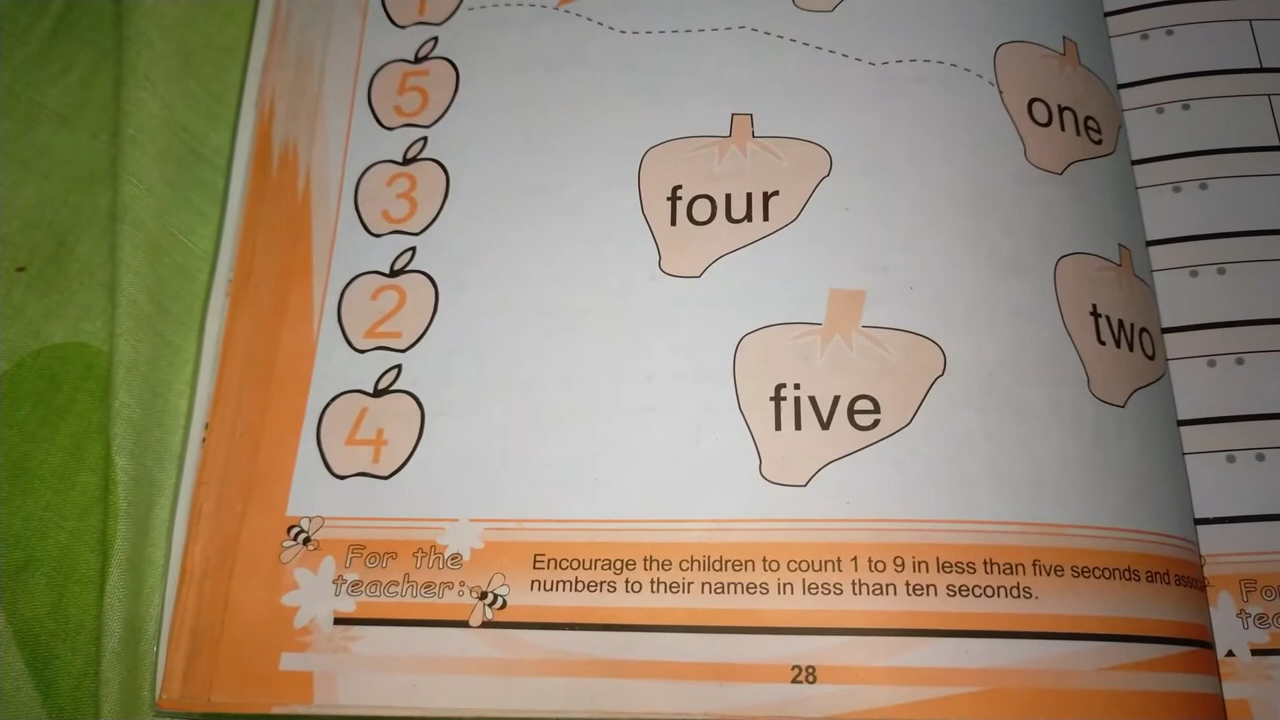 1
5
one
3
four
2
two
five
4
For the
teacher:
Encourage the children to count 1 to 9 in less than five seconds and
numbers to their names in less than ten seconds.
28